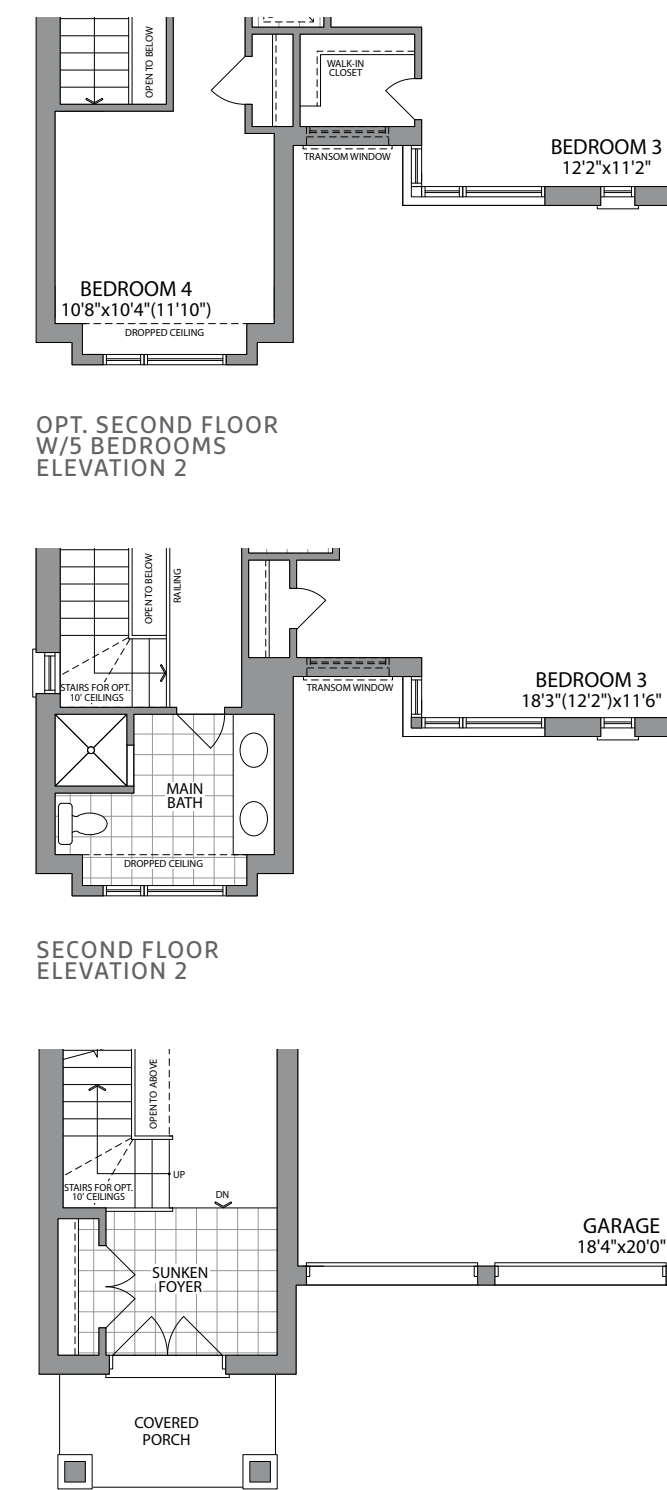 OPEN TO BELOW
WALK-IN
CLOSET
TRANSOM WINDOW
BEDROOM 3
12'2"x11'2"
BEDROOM 4
10'8"x10'4"(11'10")
DROPPED CEILING
OPT. SECOND FLOOR
W/5 BEDROOMS
ELEVATION 2
OPEN TO BELOW
RAILING
STAIRS FOR OPT.
10' CEILINGS
TRANSOM WINDOW
BEDROOM 3
18'3"(12'2")x11'6"
MAIN
BATH
DROPPED CEILING
SECOND FLOOR
ELEVATION 2
OPEN TO ABOVE
UP
STAIRS FOR OPT.
10' CEILINGS
DN
SUNKEN
FOYER
GARAGE
18'4"x20'0"
COVERED
PORCH